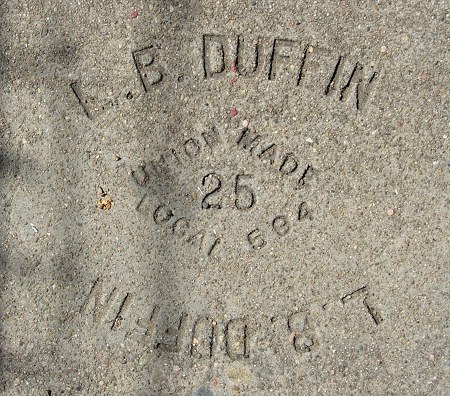 L.B. DUFFIN
UNION MADE
25
LOCAL 594
L.B. DUFFIN